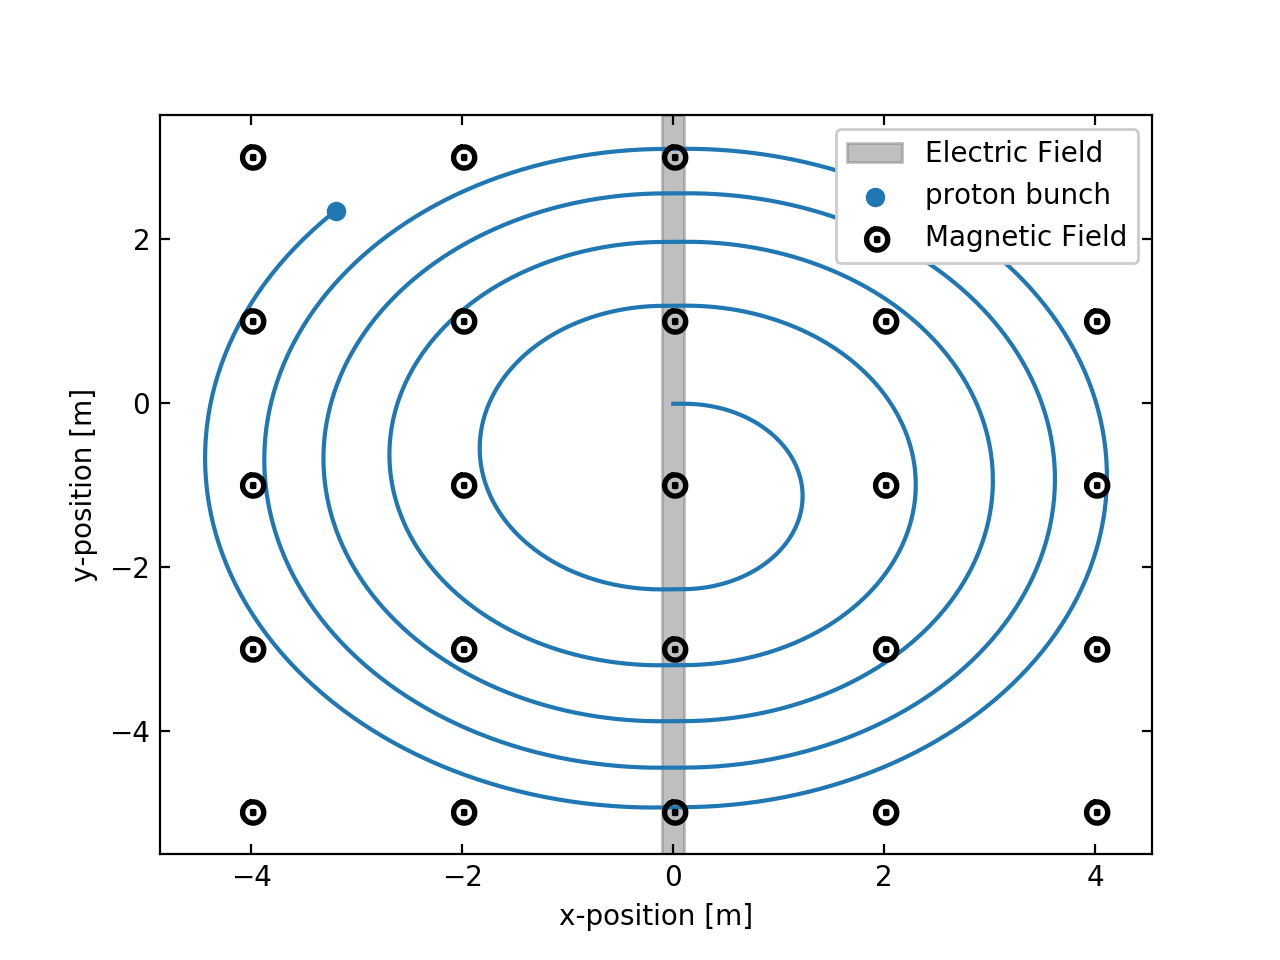 Electric Field
proton bunch
Magnetic Field
2
0
−2
−4
y-position [m]
−4
−2
0
2
4
x-position [m]